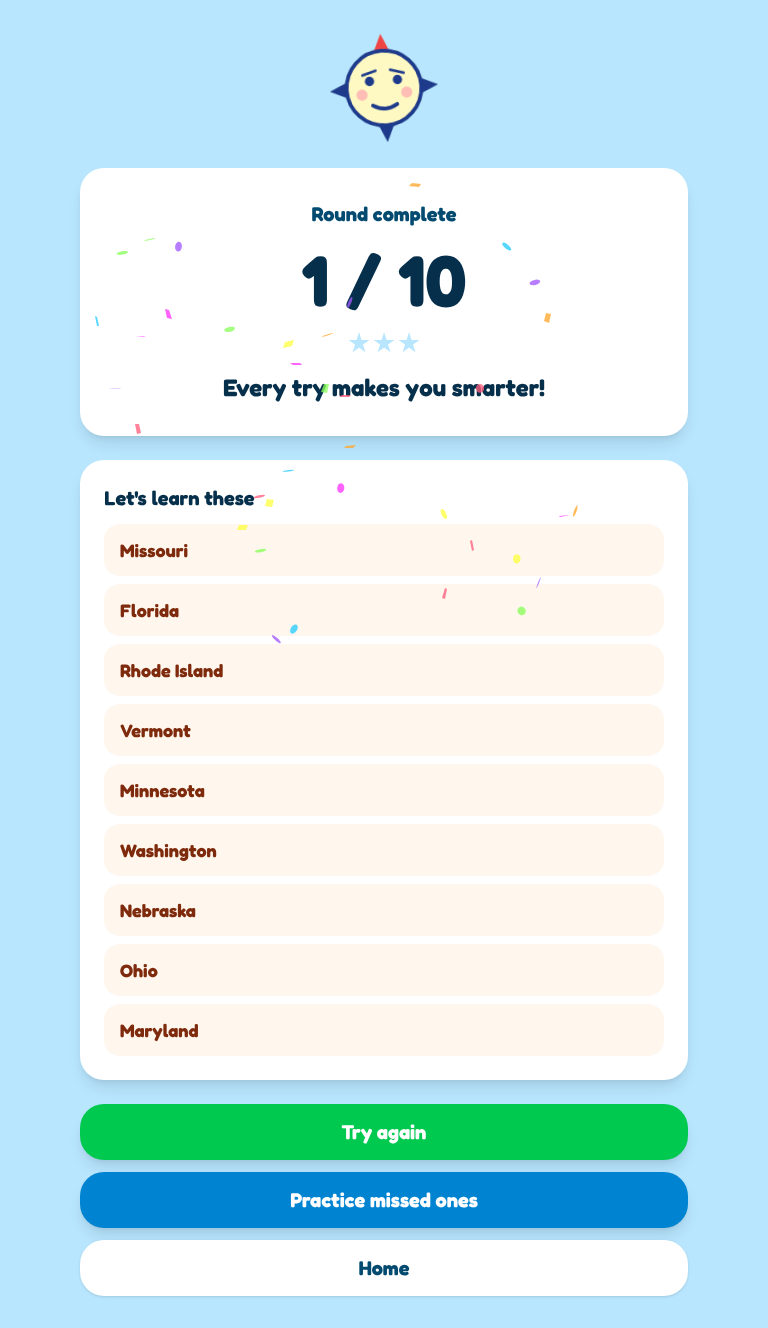 Round complete
1 / 10
★★★
Every try makes you smarter!
Let's learn these
Missouri
Florida
Rhode Island
Vermont
Minnesota
Washington
Nebraska
Ohio
Maryland
Try again
Practice missed ones
Home